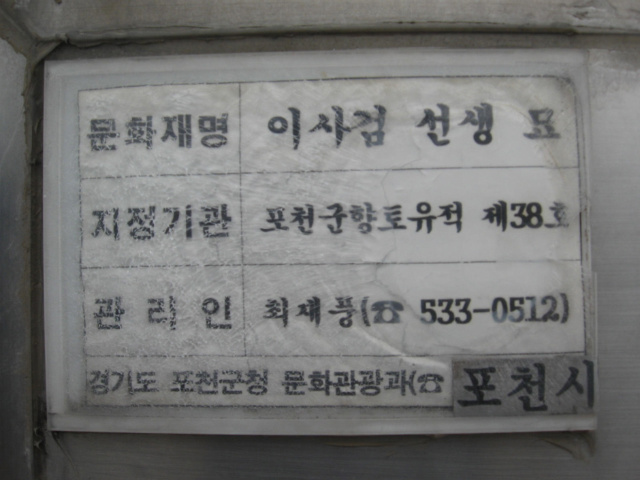 문화재명 이사검 선생 묘
지정기관 포천군향토유적 제38호
관리인 최재풍(☎ 533-0512)
경기도 포천군청 문화관광과(☎ 포천시